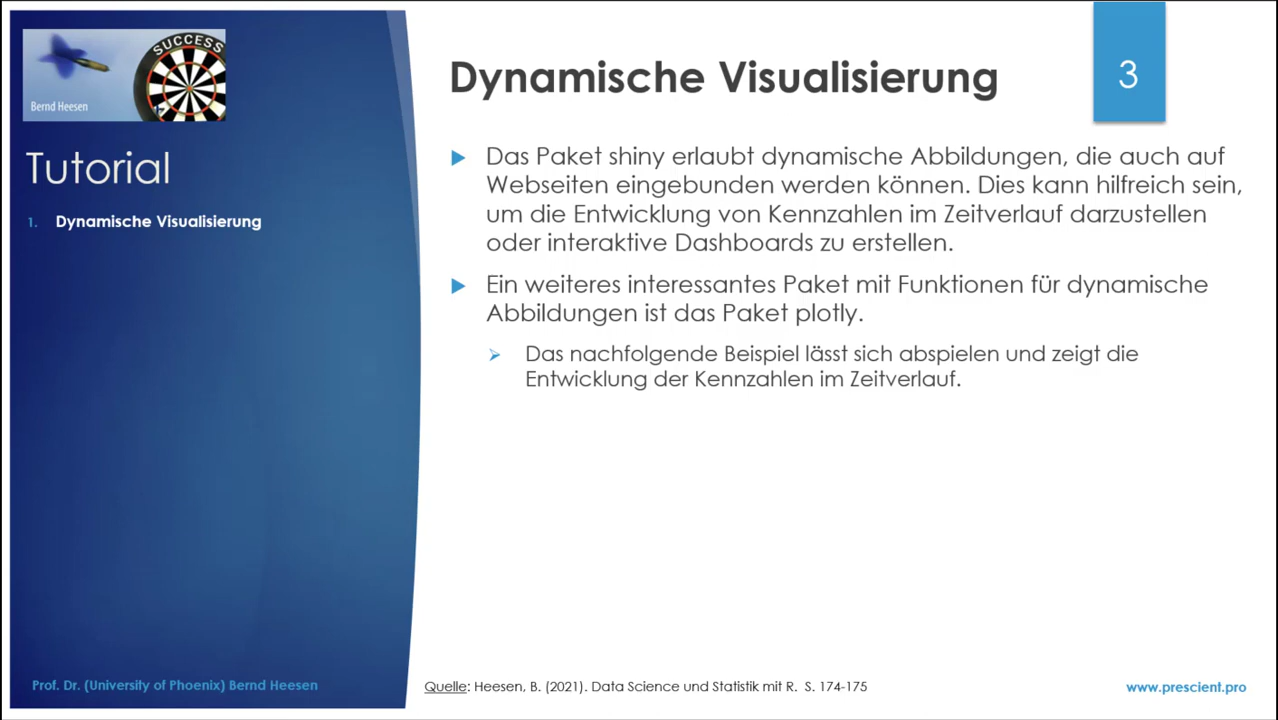 SUCCESS
Bernd Heesen
Tutorial
1. Dynamische Visualisierung
Prof. Dr. (University of Phoenix) Bernd Heesen
Dynamische Visualisierung
3
Das Paket shiny erlaubt dynamische Abbildungen, die auch auf
Webseiten eingebunden werden können. Dies kann hilfreich sein,
um die Entwicklung von Kennzahlen im Zeitverlauf darzustellen
oder interaktive Dashboards zu erstellen.
Ein weiteres interessantes Paket mit Funktionen für dynamische
Abbildungen ist das Paket plotly.
Das nachfolgende Beispiel lässt sich abspielen und zeigt die
Entwicklung der Kennzahlen im Zeitverlauf.
Quelle: Heesen, B. (2021). Data Science und Statistik mit R. S. 174-175
www.prescient.pro